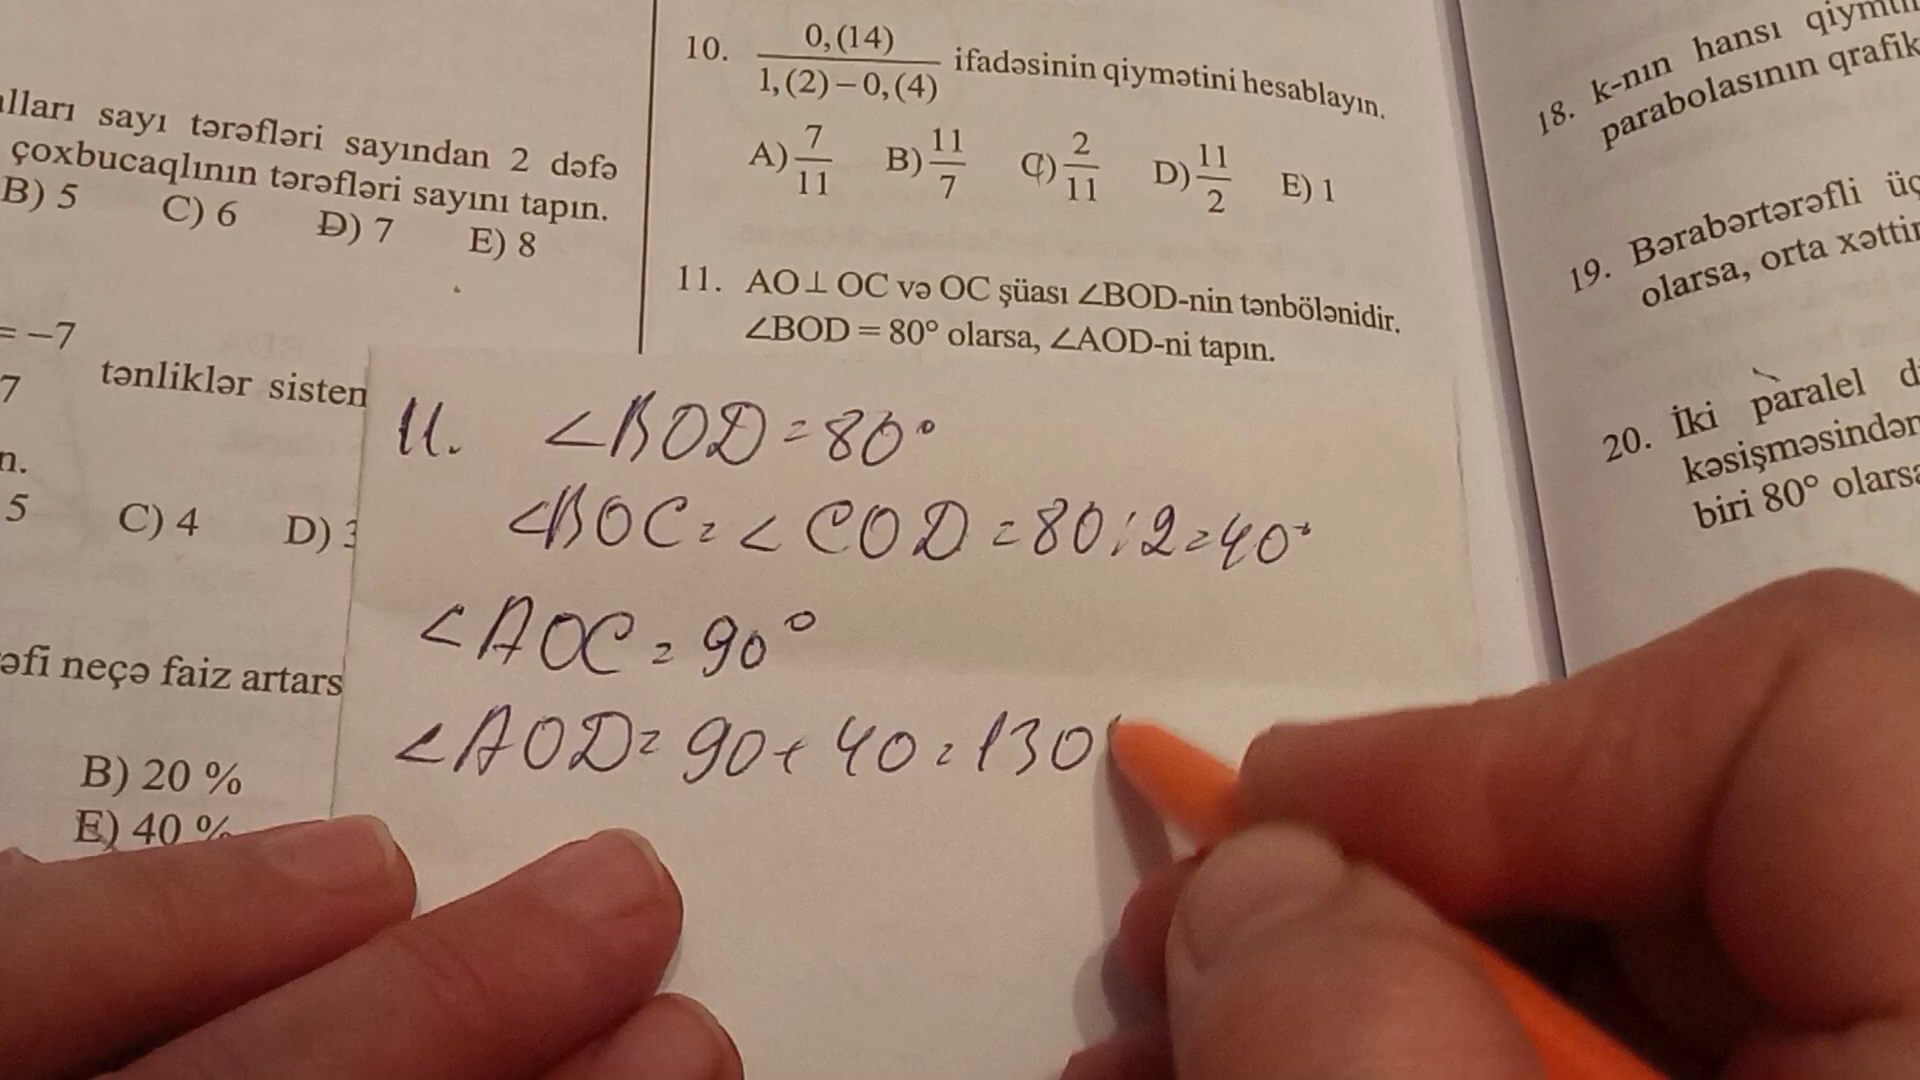 lları sayı tərəfləri sayından 2 dəfə
çoxbucaqlının tərəfləri sayını tapın.
B) 5 C) 6 D) 7 E) 8
= −7
7 tənliklər sisten
n.
5 C) 4 D) 3
əfi neçə faiz artars
B) 20 %
E) 40 %
10. 0,(14) / 1,(2) − 0,(4) ifadəsinin qiymətini hesablayın.
A) 7/11 B) 11/7 C) 2/11 D) 11/2 E) 1
11. AO⊥OC və OC şüası ∠BOD-nin tənbölənidir.
∠BOD = 80° olarsa, ∠AOD-ni tapın.
11. ∠BOD = 80°
∠BOC = ∠COD = 80:2 = 40°
∠AOC = 90°
∠AOD = 90 + 40 = 130
18. k-nın hansı
parabolasının qrafik
19. Bərabərtərəfli üç
olarsa, orta xəttin
20. İki paralel d
kəsişməsindən
biri 80° olarsa